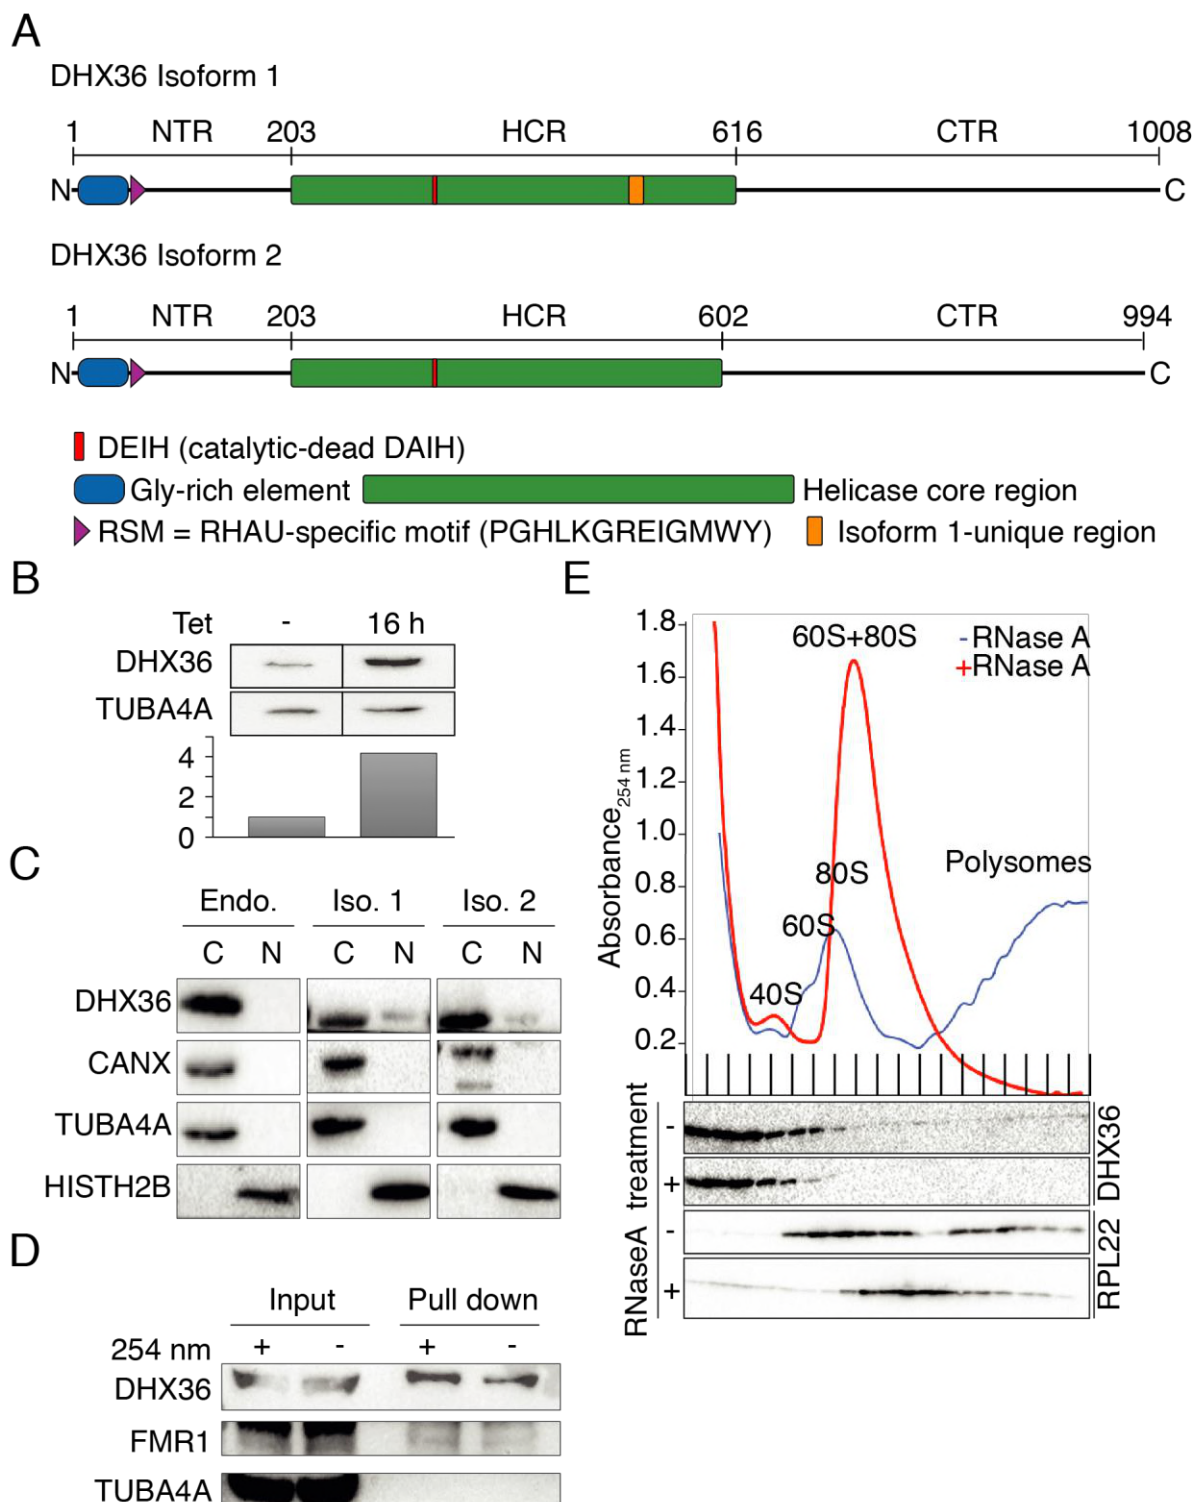 A
DHX36 Isoform 1
1 NTR 203 HCR 616 CTR 1008
N C
DHX36 Isoform 2
1 NTR 203 HCR 602 CTR 994
N C
DEIH (catalytic-dead DAIH)
Gly-rich element Helicase core region
RSM = RHAU-specific motif (PGHLKGREIGMWY) Isoform 1-unique region
B
Tet - 16 h
DHX36
TUBA4A
4
2
0
C
Endo. Iso. 1 Iso. 2
C N C N C N
DHX36
CANX
TUBA4A
HISTH2B
D
Input Pull down
254 nm + - + -
DHX36
FMR1
TUBA4A
E
1.8
1.6
1.4
1.2
1.0
0.8
0.6
0.4
0.2
Absorbance254 nm
60S+80S
-RNase A
+RNase A
80S
60S
40S
Polysomes
RNaseA treatment
-
+
-
+
DHX36
RPL22